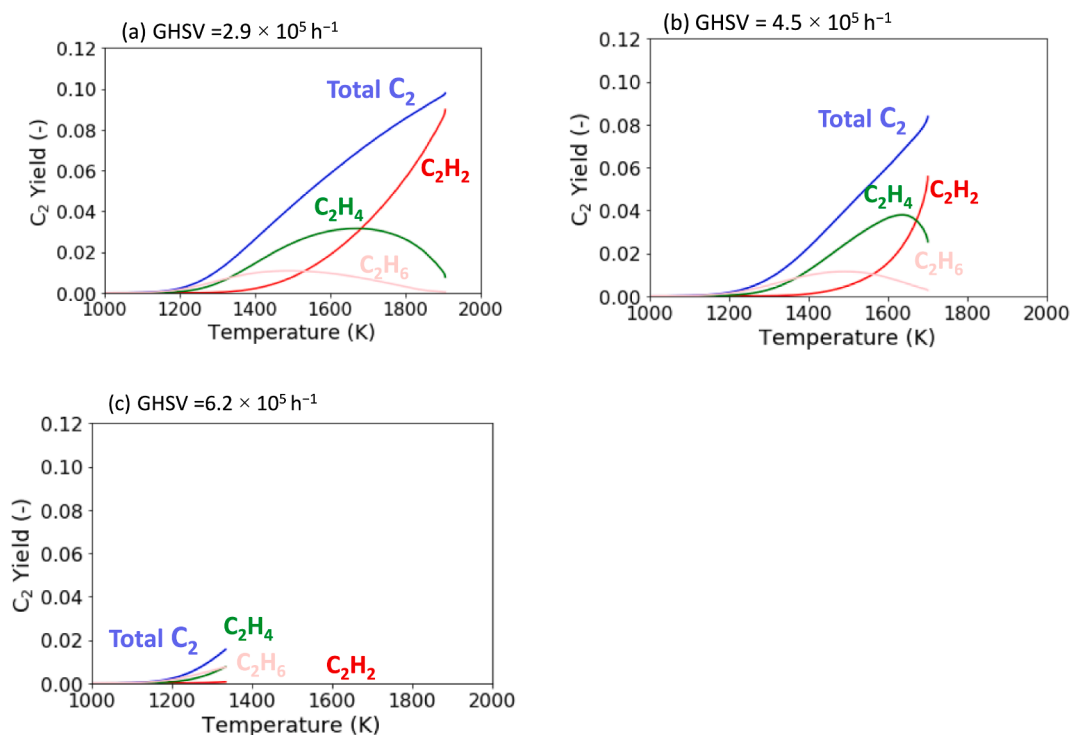 (a) GHSV =2.9 × 10⁵ h⁻¹
0.12
0.10
0.08
0.06
0.04
0.02
0.00
C₂ Yield (-)
Total C₂
C₂H₂
C₂H₄
C₂H₆
1000 1200 1400 1600 1800 2000
Temperature (K)
(b) GHSV = 4.5 × 10⁵ h⁻¹
0.12
0.10
0.08
0.06
0.04
0.02
0.00
C₂ Yield (-)
Total C₂
C₂H₄
C₂H₂
C₂H₆
1000 1200 1400 1600 1800 2000
Temperature (K)
(c) GHSV =6.2 × 10⁵ h⁻¹
0.12
0.10
0.08
0.06
0.04
0.02
0.00
C₂ Yield (-)
Total C₂
C₂H₄
C₂H₆
C₂H₂
1000 1200 1400 1600 1800 2000
Temperature (K)